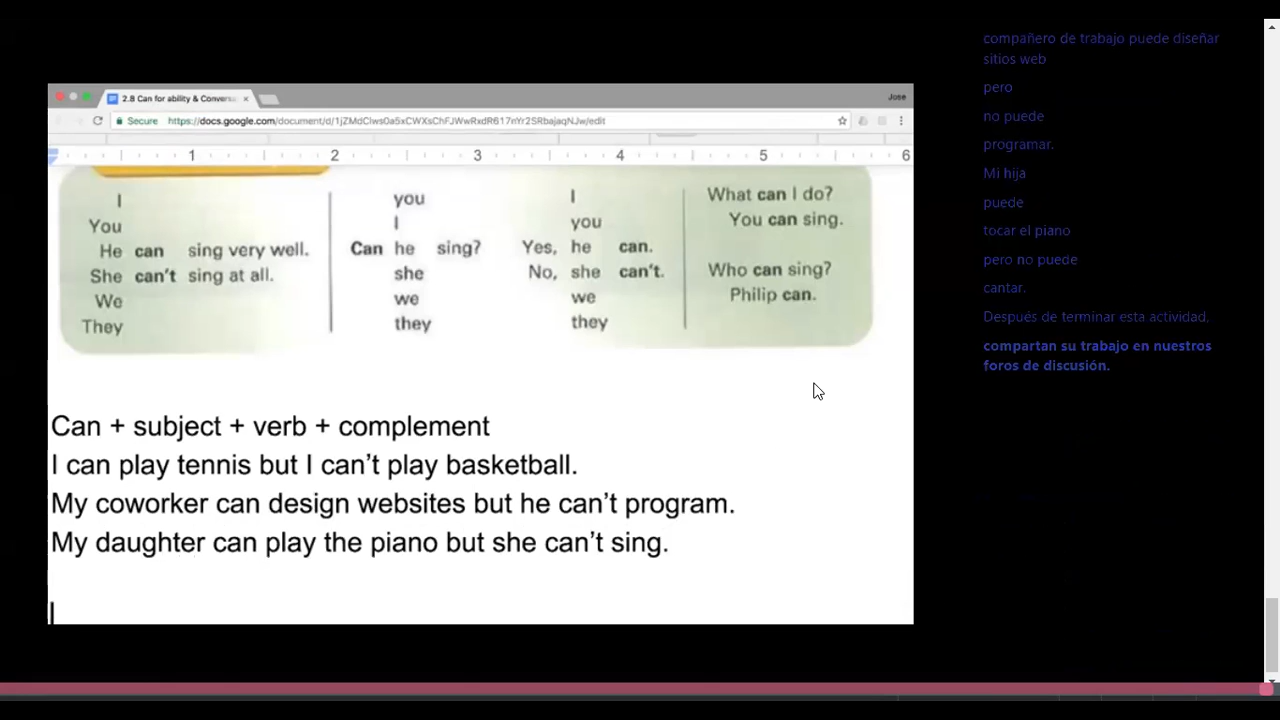 2.8 Can for ability & Conversa
Jose
Secure https://docs.google.com/document/d/1jZMdClws0a5xCWXsChFJWwRxdR617nYr2SRbajaqNJw/edit
1 2 3 4 5 6
I
You
He can sing very well.
She can't sing at all.
We
They
you
I
Can he sing?
she
we
they
I
you
Yes, he can.
No, she can't.
we
they
What can I do?
You can sing.
Who can sing?
Philip can.
Can + subject + verb + complement
I can play tennis but I can’t play basketball.
My coworker can design websites but he can’t program.
My daughter can play the piano but she can’t sing.
compañero de trabajo puede diseñar
sitios web
pero
no puede
programar.
Mi hija
puede
tocar el piano
pero no puede
cantar.
Después de terminar esta actividad,
compartan su trabajo en nuestros
foros de discusión.